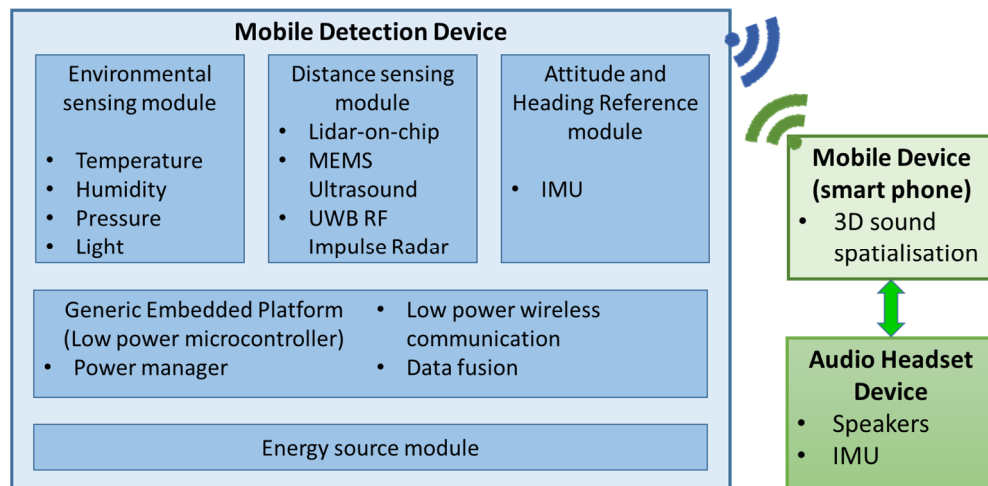 Mobile Detection Device
Environmental
sensing module
• Temperature
• Humidity
• Pressure
• Light
Distance sensing
module
• Lidar-on-chip
• MEMS
Ultrasound
• UWB RF
Impulse Radar
Attitude and
Heading Reference
module
• IMU
Generic Embedded Platform
(Low power microcontroller)
• Power manager
• Low power wireless
communication
• Data fusion
Energy source module
Mobile Device
(smart phone)
• 3D sound
spatialisation
Audio Headset
Device
• Speakers
• IMU